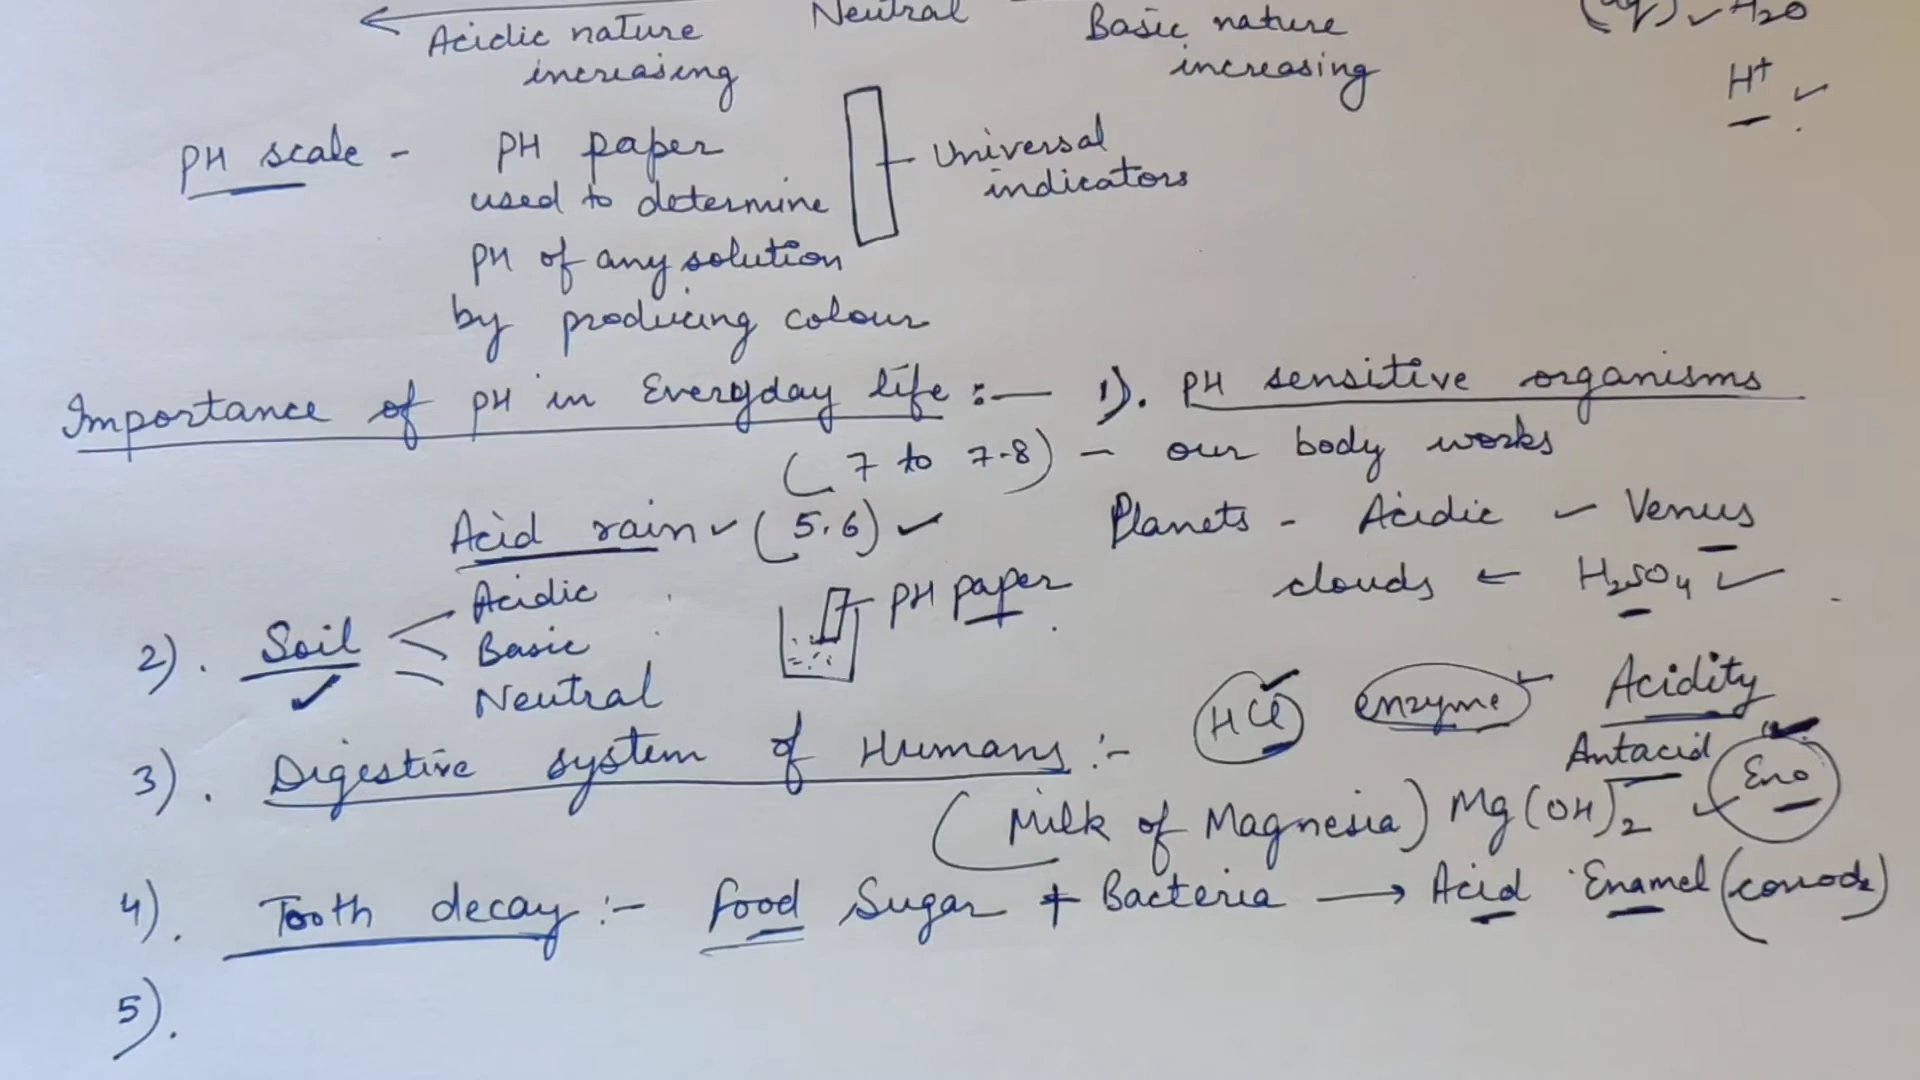 Acidic nature increasing
Neutral
Basic nature increasing
(aq) H2O
H+
PH scale - PH paper
used to determine
PH of any solution
by producing colour
Universal
indicators
Importance of PH in Everyday life :- 1). PH sensitive organisms
(7 to 7.8) - our body works
Acid rain (5.6)
Planets - Acidic - Venus
clouds ← H2SO4
2). Soil
Acidic
Basic
Neutral
PH paper
3). Digestive system of Humans :- HCl enzyme Acidity
Antacid Eno
(Milk of Magnesia) Mg(OH)2
4). Tooth decay :- food Sugar + Bacteria → Acid Enamel
5).